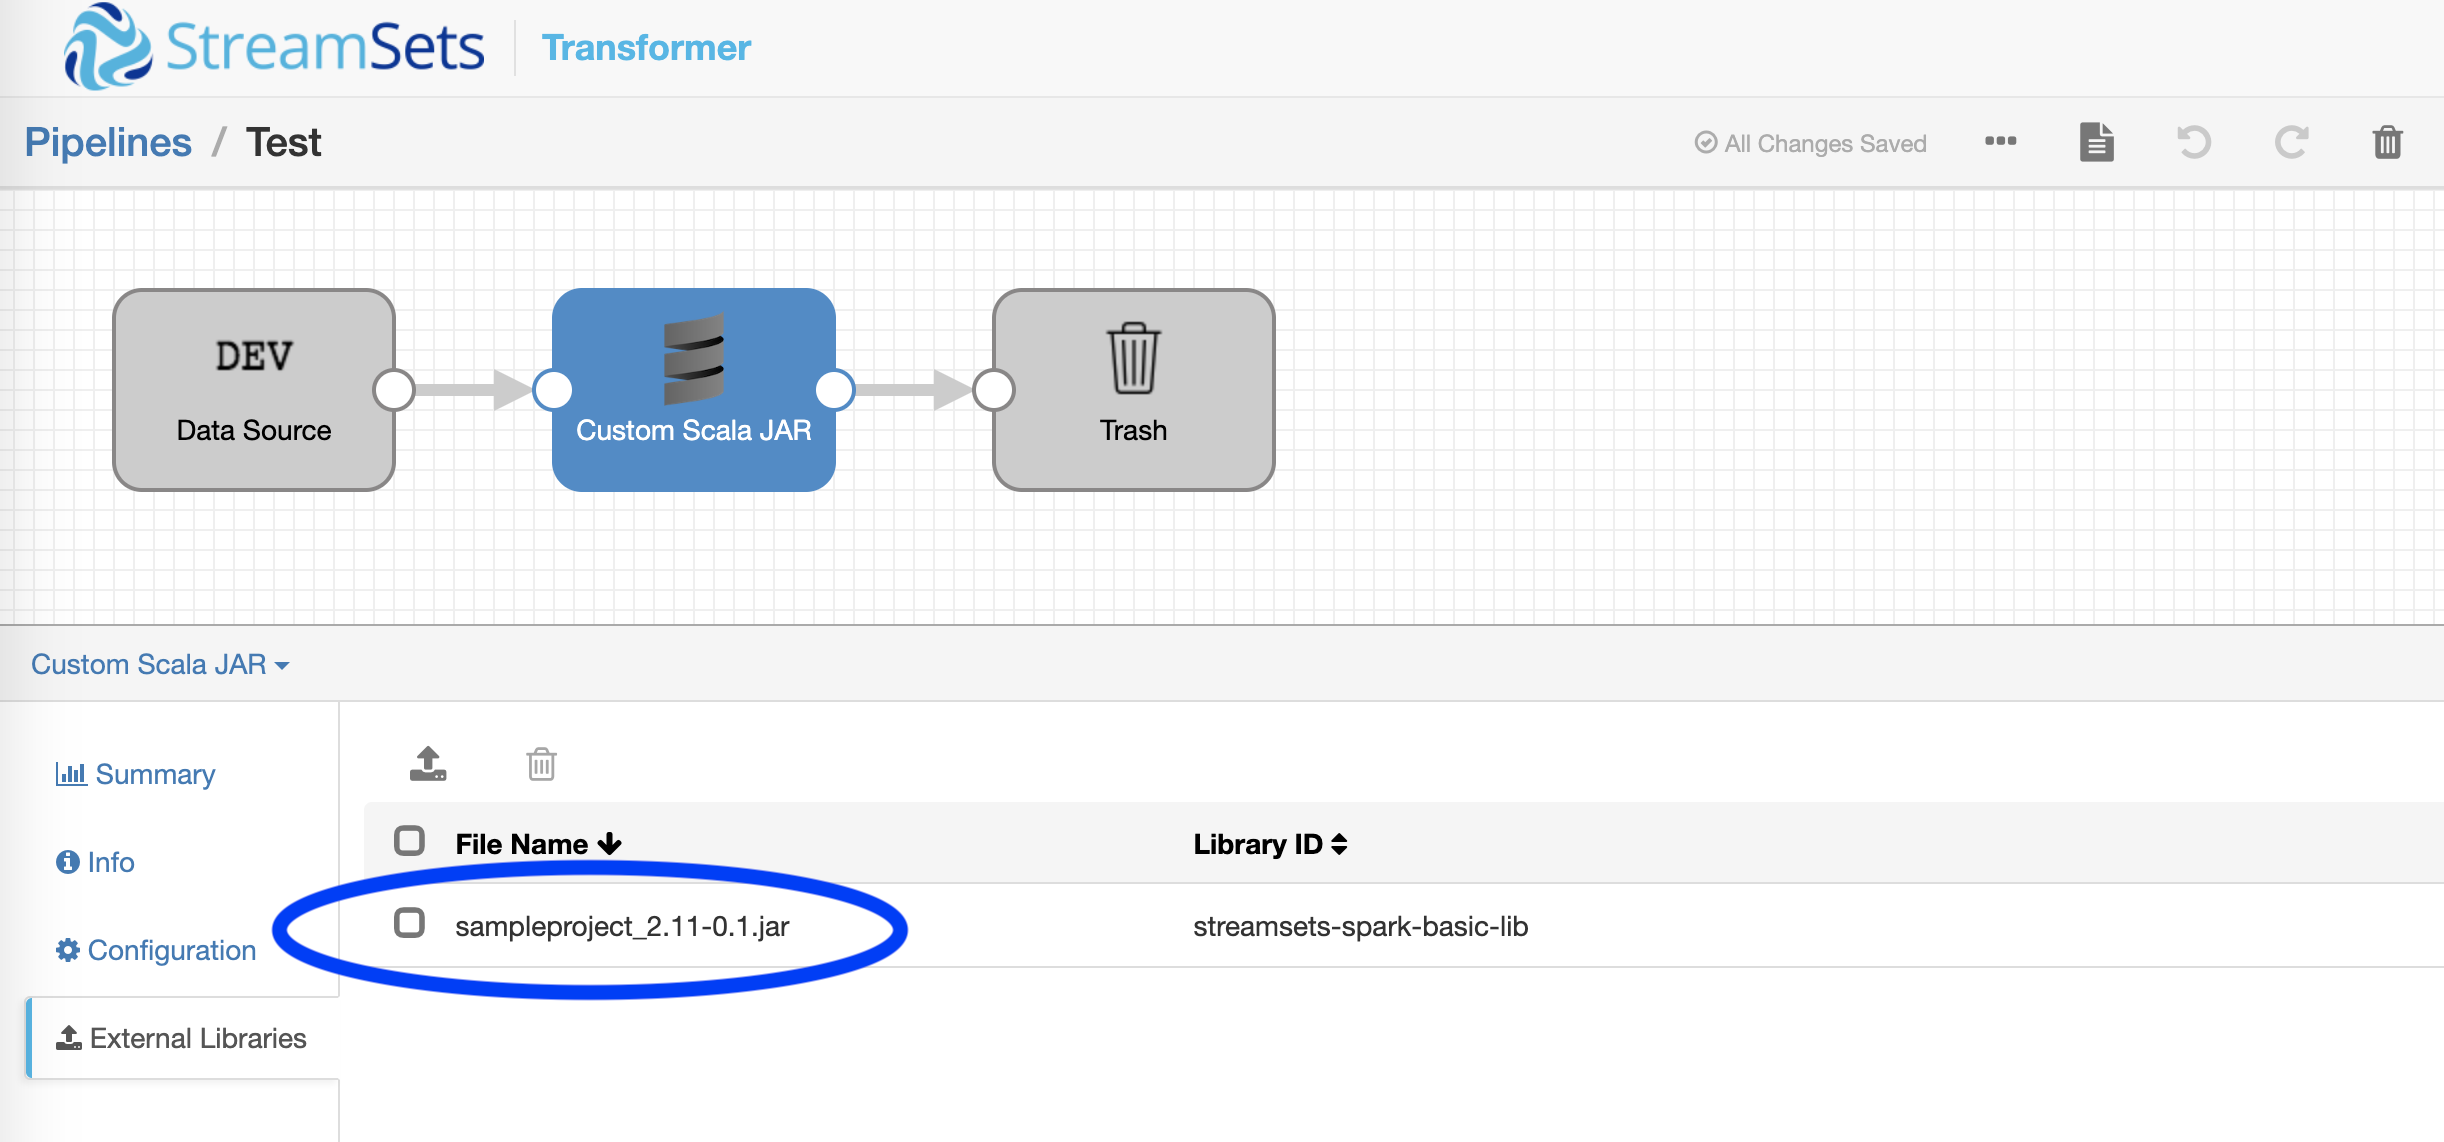 StreamSets Transformer
Pipelines / Test All Changes Saved
DEV
Data Source
Custom Scala JAR
Trash
Custom Scala JAR
Summary
Info
Configuration
External Libraries
File Name Library ID
sampleproject_2.11-0.1.jar streamsets-spark-basic-lib